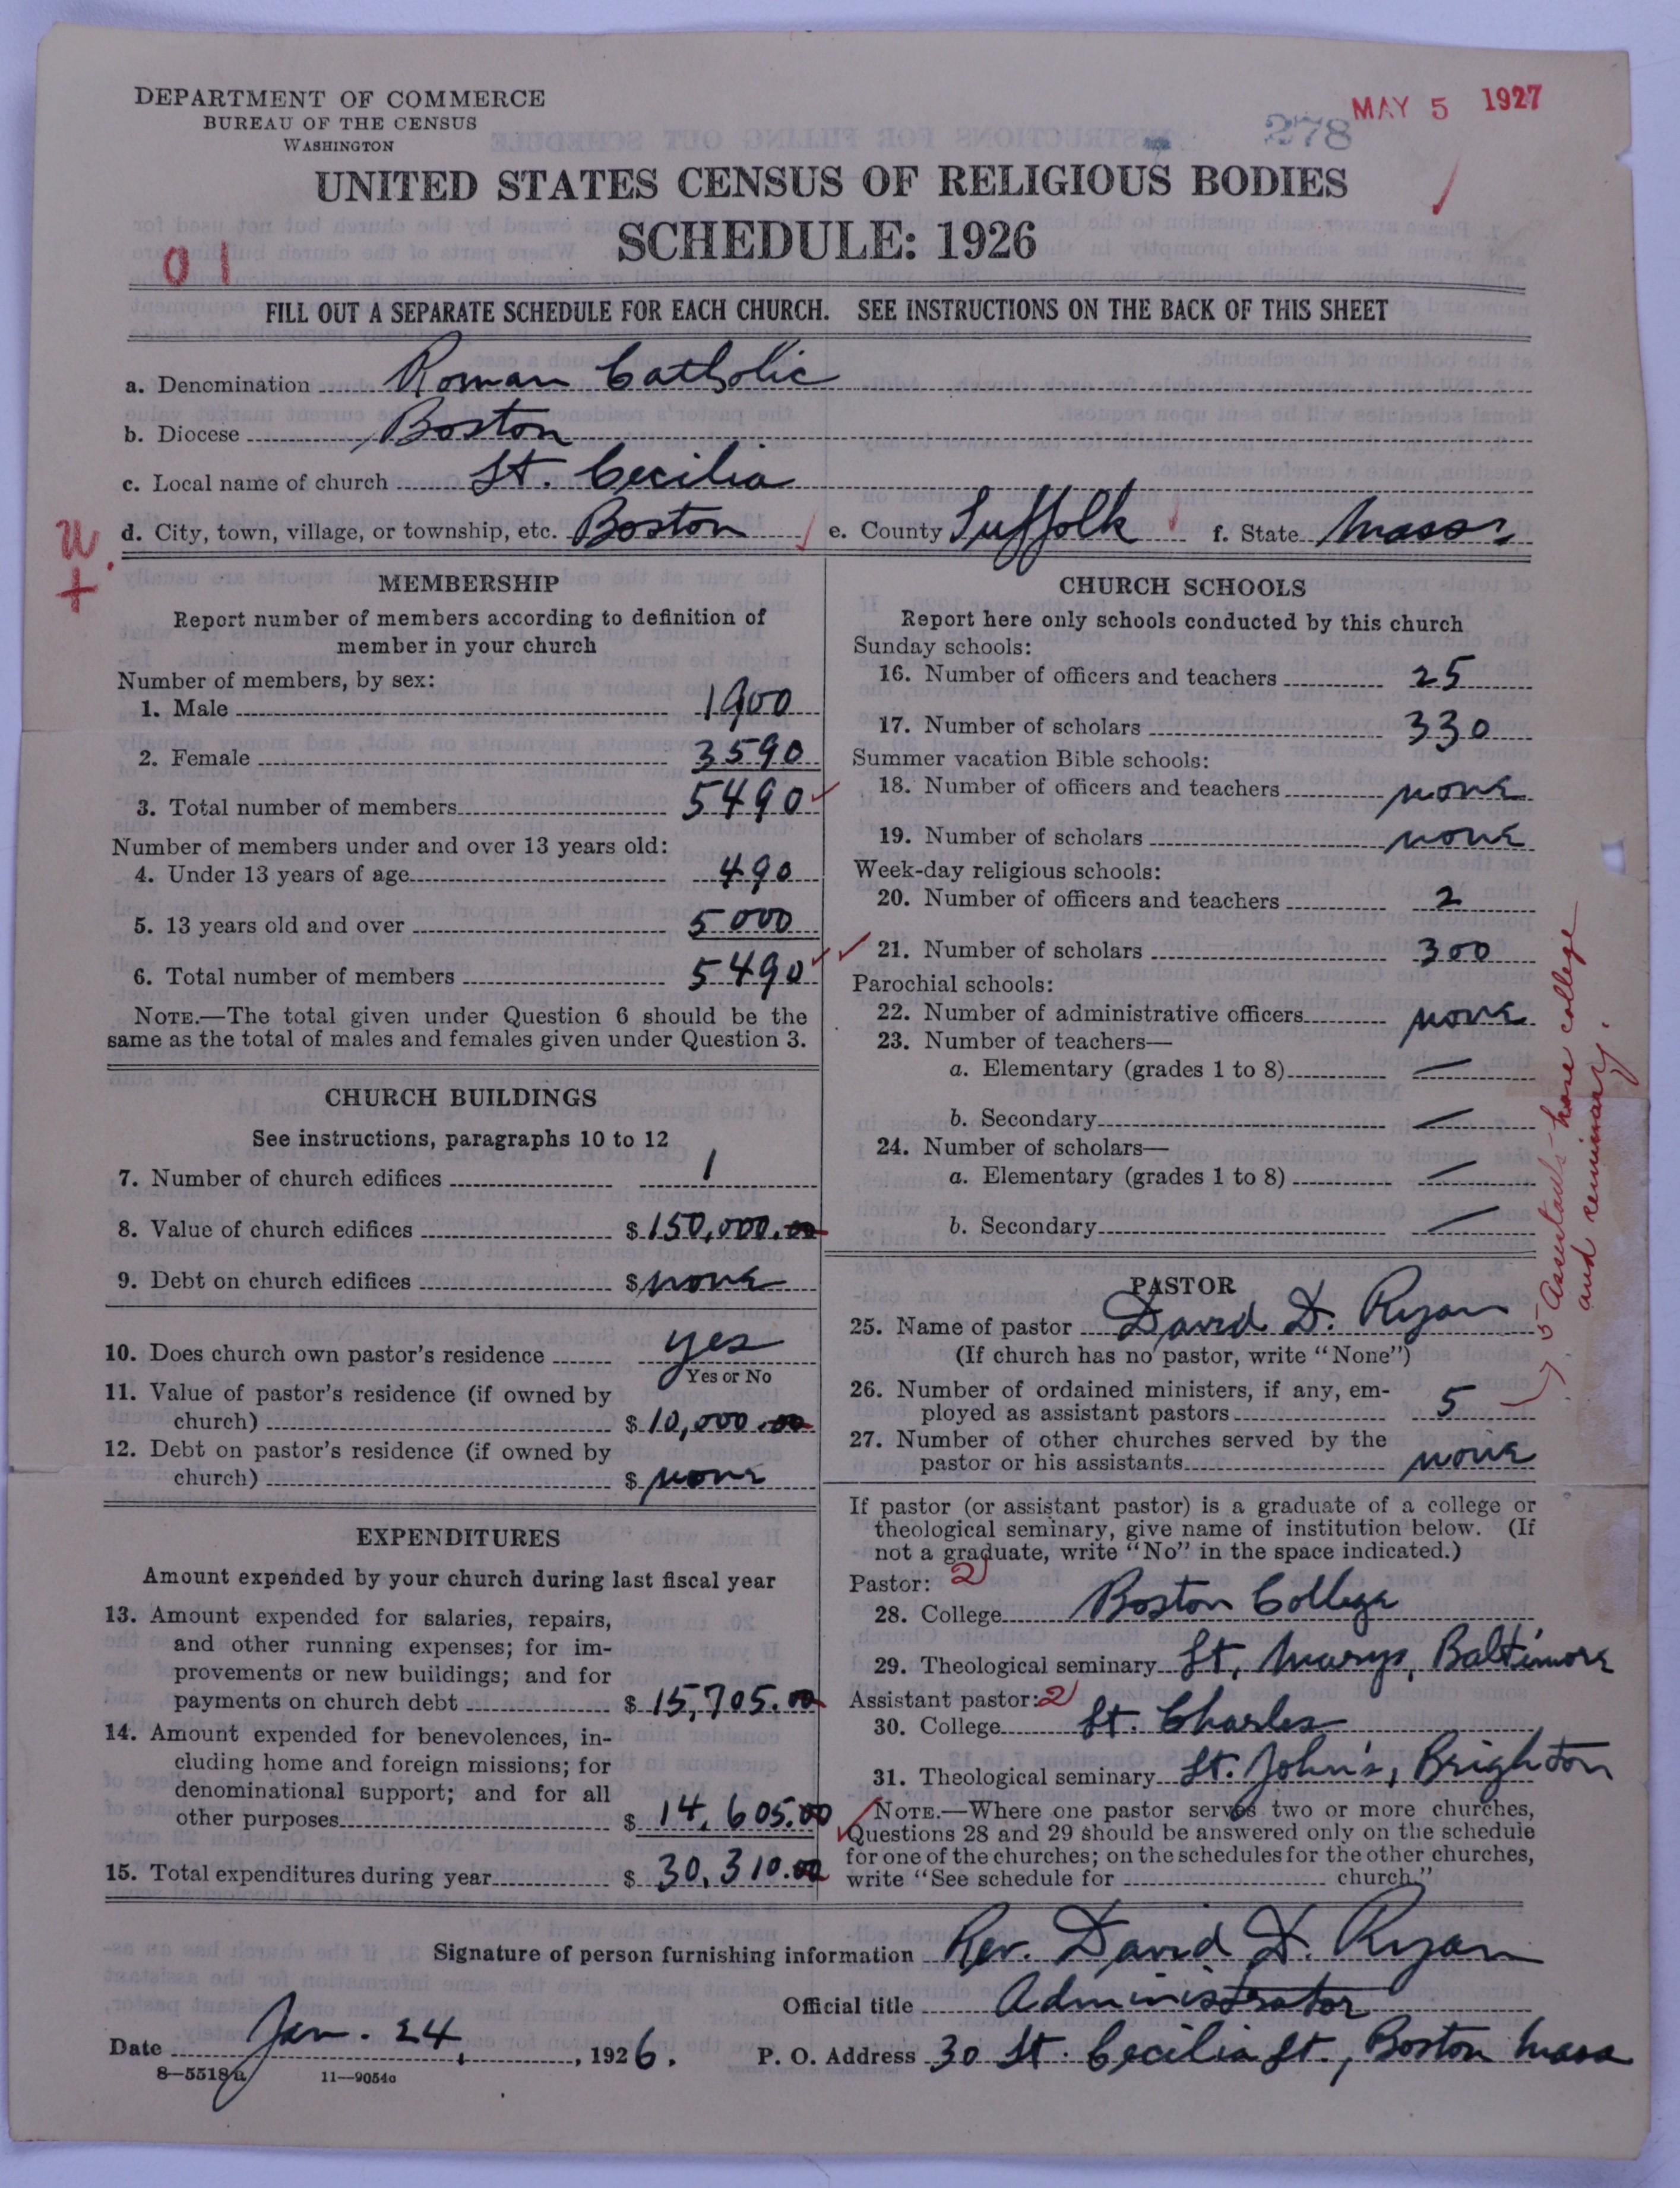 DEPARTMENT OF COMMERCE
BUREAU OF THE CENSUS
WASHINGTON
278
MAY 5 1927
UNITED STATES CENSUS OF RELIGIOUS BODIES
SCHEDULE: 1926
01
FILL OUT A SEPARATE SCHEDULE FOR EACH CHURCH. SEE INSTRUCTIONS ON THE BACK OF THIS SHEET
a. Denomination Roman Catholic
b. Diocese Boston
c. Local name of church St. Cecilia
d. City, town, village, or township, etc. Boston e. County Suffolk f. State Mass
MEMBERSHIP
Report number of members according to definition of
member in your church
Number of members, by sex:
1. Male 1900
2. Female 3590
3. Total number of members 5490
Number of members under and over 13 years old:
4. Under 13 years of age 490
5. 13 years old and over 5000
6. Total number of members 5490
NOTE.—The total given under Question 6 should be the
same as the total of males and females given under Question 3.
CHURCH BUILDINGS
See instructions, paragraphs 10 to 12
7. Number of church edifices 1
8. Value of church edifices $ 150,000.00
9. Debt on church edifices $ none
10. Does church own pastor's residence yes
Yes or No
11. Value of pastor's residence (if owned by
church) $ 10,000.00
12. Debt on pastor's residence (if owned by
church) $ none
EXPENDITURES
Amount expended by your church during last fiscal year
13. Amount expended for salaries, repairs,
and other running expenses; for im-
provements or new buildings; and for
payments on church debt $ 15,705.00
14. Amount expended for benevolences, in-
cluding home and foreign missions; for
denominational support; and for all
other purposes $ 14,605.00
15. Total expenditures during year $ 30,310.00
CHURCH SCHOOLS
Report here only schools conducted by this church
Sunday schools:
16. Number of officers and teachers 25
17. Number of scholars 330
Summer vacation Bible schools:
18. Number of officers and teachers none
19. Number of scholars none
Week-day religious schools:
20. Number of officers and teachers 2
21. Number of scholars 300
Parochial schools:
22. Number of administrative officers none
23. Number of teachers—
a. Elementary (grades 1 to 8) —
b. Secondary —
24. Number of scholars—
a. Elementary (grades 1 to 8) —
b. Secondary —
PASTOR
25. Name of pastor David D. Ryan
(If church has no pastor, write "None")
26. Number of ordained ministers, if any, em-
ployed as assistant pastors 5
27. Number of other churches served by the
pastor or his assistants none
5 Assistants have college
and seminary.
If pastor (or assistant pastor) is a graduate of a college or
theological seminary, give name of institution below. (If
not a graduate, write "No" in the space indicated.)
Pastor: 2
28. College Boston College
29. Theological seminary St. Marys, Baltimore
Assistant pastor: 2
30. College St. Charles
31. Theological seminary St. John's, Brighton
NOTE.—Where one pastor serves two or more churches,
Questions 28 and 29 should be answered only on the schedule
for one of the churches; on the schedules for the other churches,
write "See schedule for church."
Signature of person furnishing information Rev. David D. Ryan
Official title Administrator
Date Jan. 24, 1926. P. O. Address 30 St. Cecilia St., Boston Mass
8—5518a 11—9054c